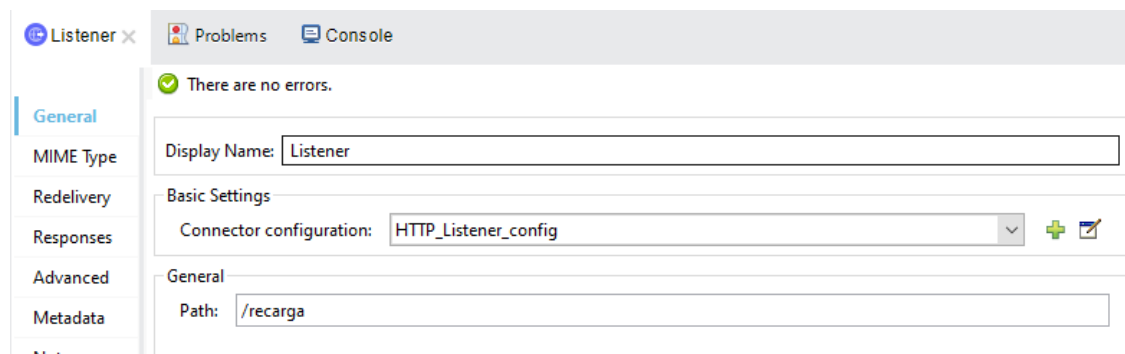 Listener Problems Console
There are no errors.
General
Display Name: Listener
MIME Type
Redelivery
Basic Settings
Connector configuration: HTTP_Listener_config
Responses
Advanced
General
Path: /recarga
Metadata